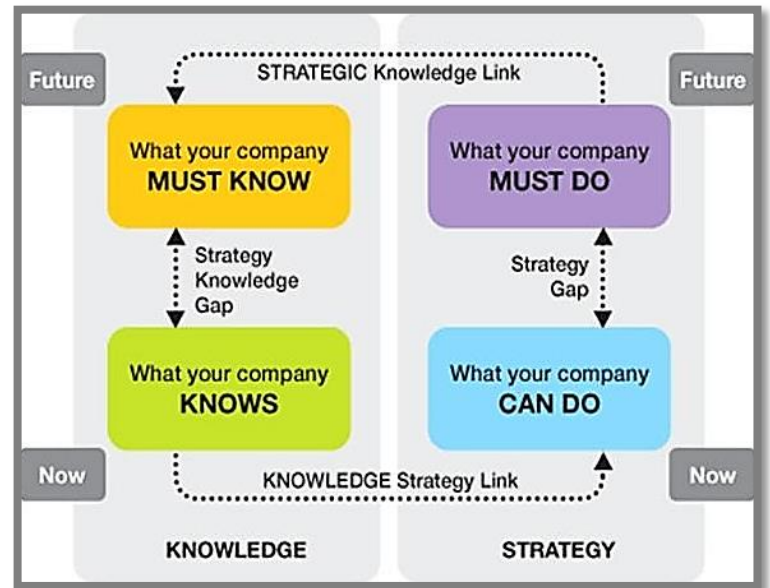 STRATEGIC Knowledge Link
Future
Future
What your company
MUST KNOW
What your company
MUST DO
Strategy
Knowledge
Gap
Strategy
Gap
What your company
KNOWS
What your company
CAN DO
Now
Now
KNOWLEDGE Strategy Link
KNOWLEDGE
STRATEGY